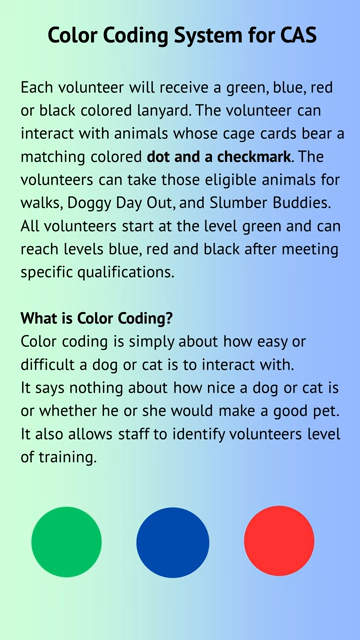 Color Coding System for CAS
Each volunteer will receive a green, blue, red
or black colored lanyard. The volunteer can
interact with animals whose cage cards bear a
matching colored dot and a checkmark. The
volunteers can take those eligible animals for
walks, Doggy Day Out, and Slumber Buddies.
All volunteers start at the level green and can
reach levels blue, red and black after meeting
specific qualifications.
What is Color Coding?
Color coding is simply about how easy or
difficult a dog or cat is to interact with.
It says nothing about how nice a dog or cat is
or whether he or she would make a good pet.
It also allows staff to identify volunteers level
of training.